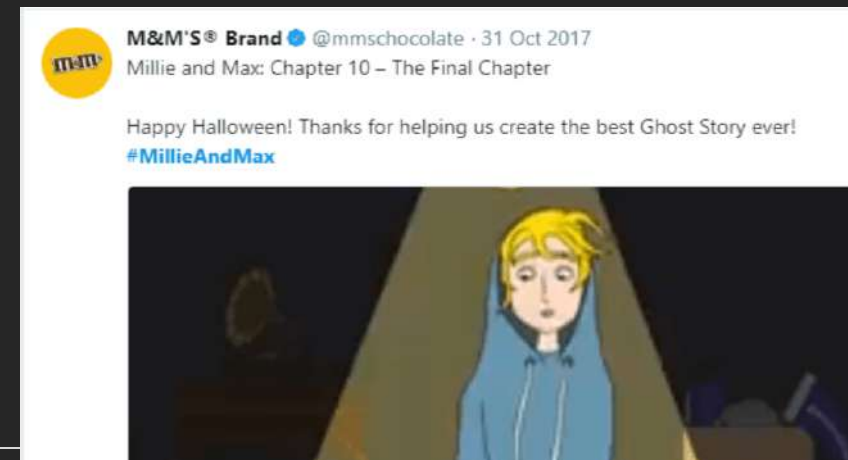 M&M'S® Brand @mmschocolate · 31 Oct 2017
m&m's
Millie and Max: Chapter 10 – The Final Chapter
Happy Halloween! Thanks for helping us create the best Ghost Story ever!
#MillieAndMax